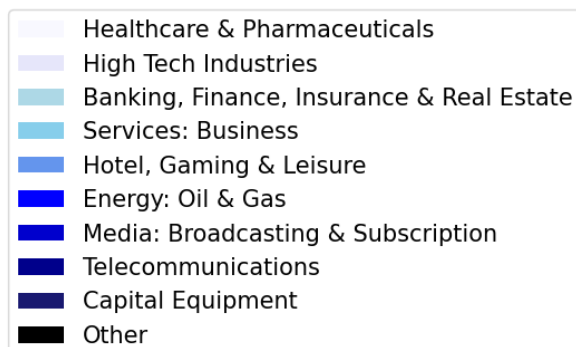 Healthcare & Pharmaceuticals
High Tech Industries
Banking, Finance, Insurance & Real Estate
Services: Business
Hotel, Gaming & Leisure
Energy: Oil & Gas
Media: Broadcasting & Subscription
Telecommunications
Capital Equipment
Other